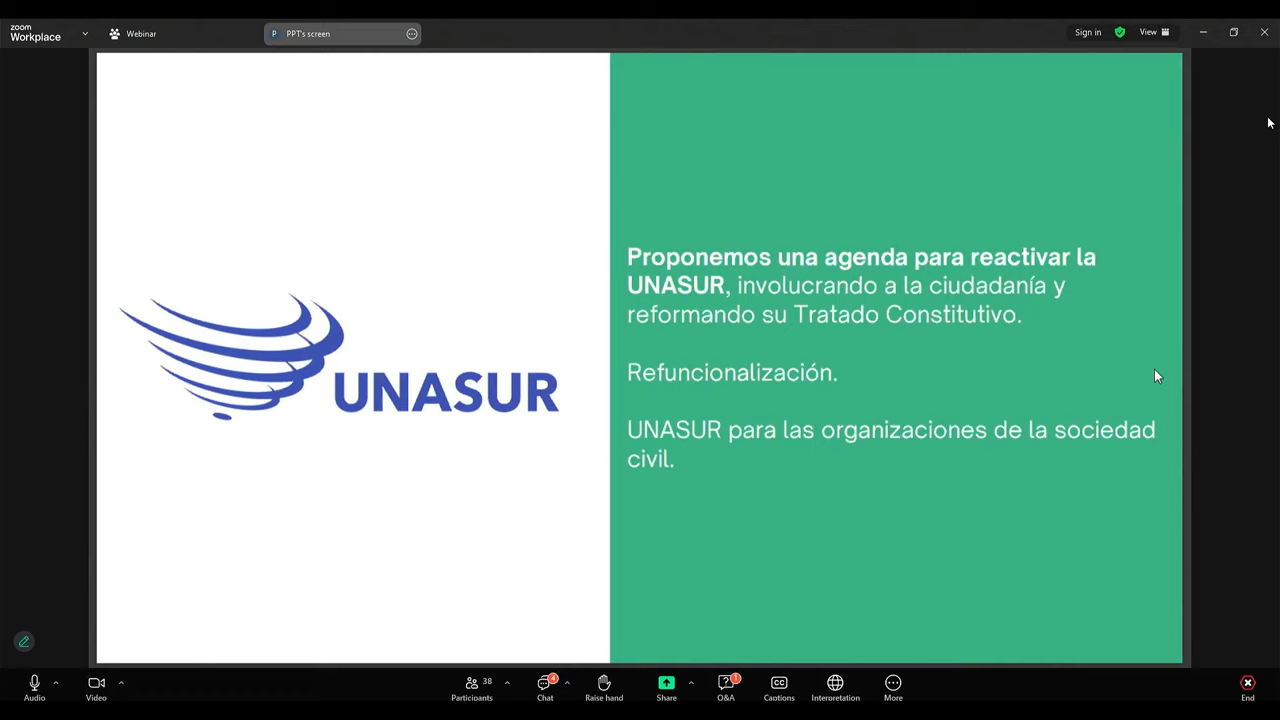 zoom
Workplace
Webinar
P PPT's screen
Sign in
View
UNASUR
Proponemos una agenda para reactivar la
UNASUR, involucrando a la ciudadanía y
reformando su Tratado Constitutivo.
Refuncionalización.
UNASUR para las organizaciones de la sociedad
civil.
Audio
Video
38
Participants
4
Chat
Raise hand
Share
1
Q&A
CC
Captions
Interpretation
More
End